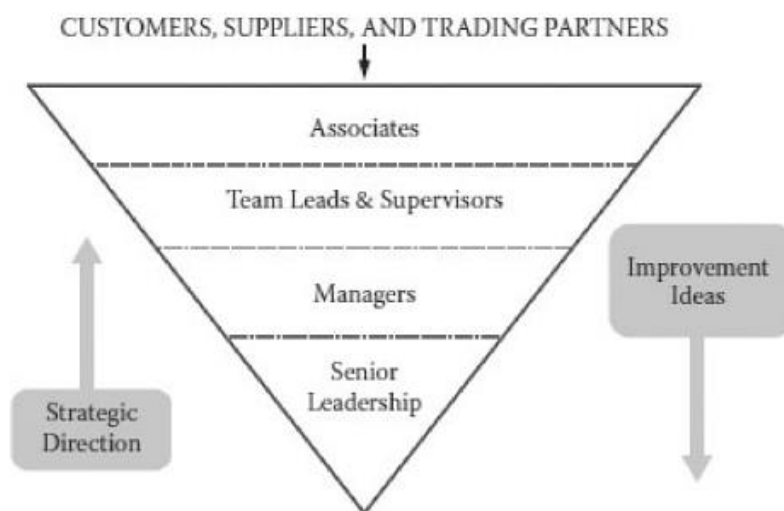 CUSTOMERS, SUPPLIERS, AND TRADING PARTNERS
Associates
Team Leads & Supervisors
Managers
Senior
Leadership
Strategic
Direction
Improvement
Ideas